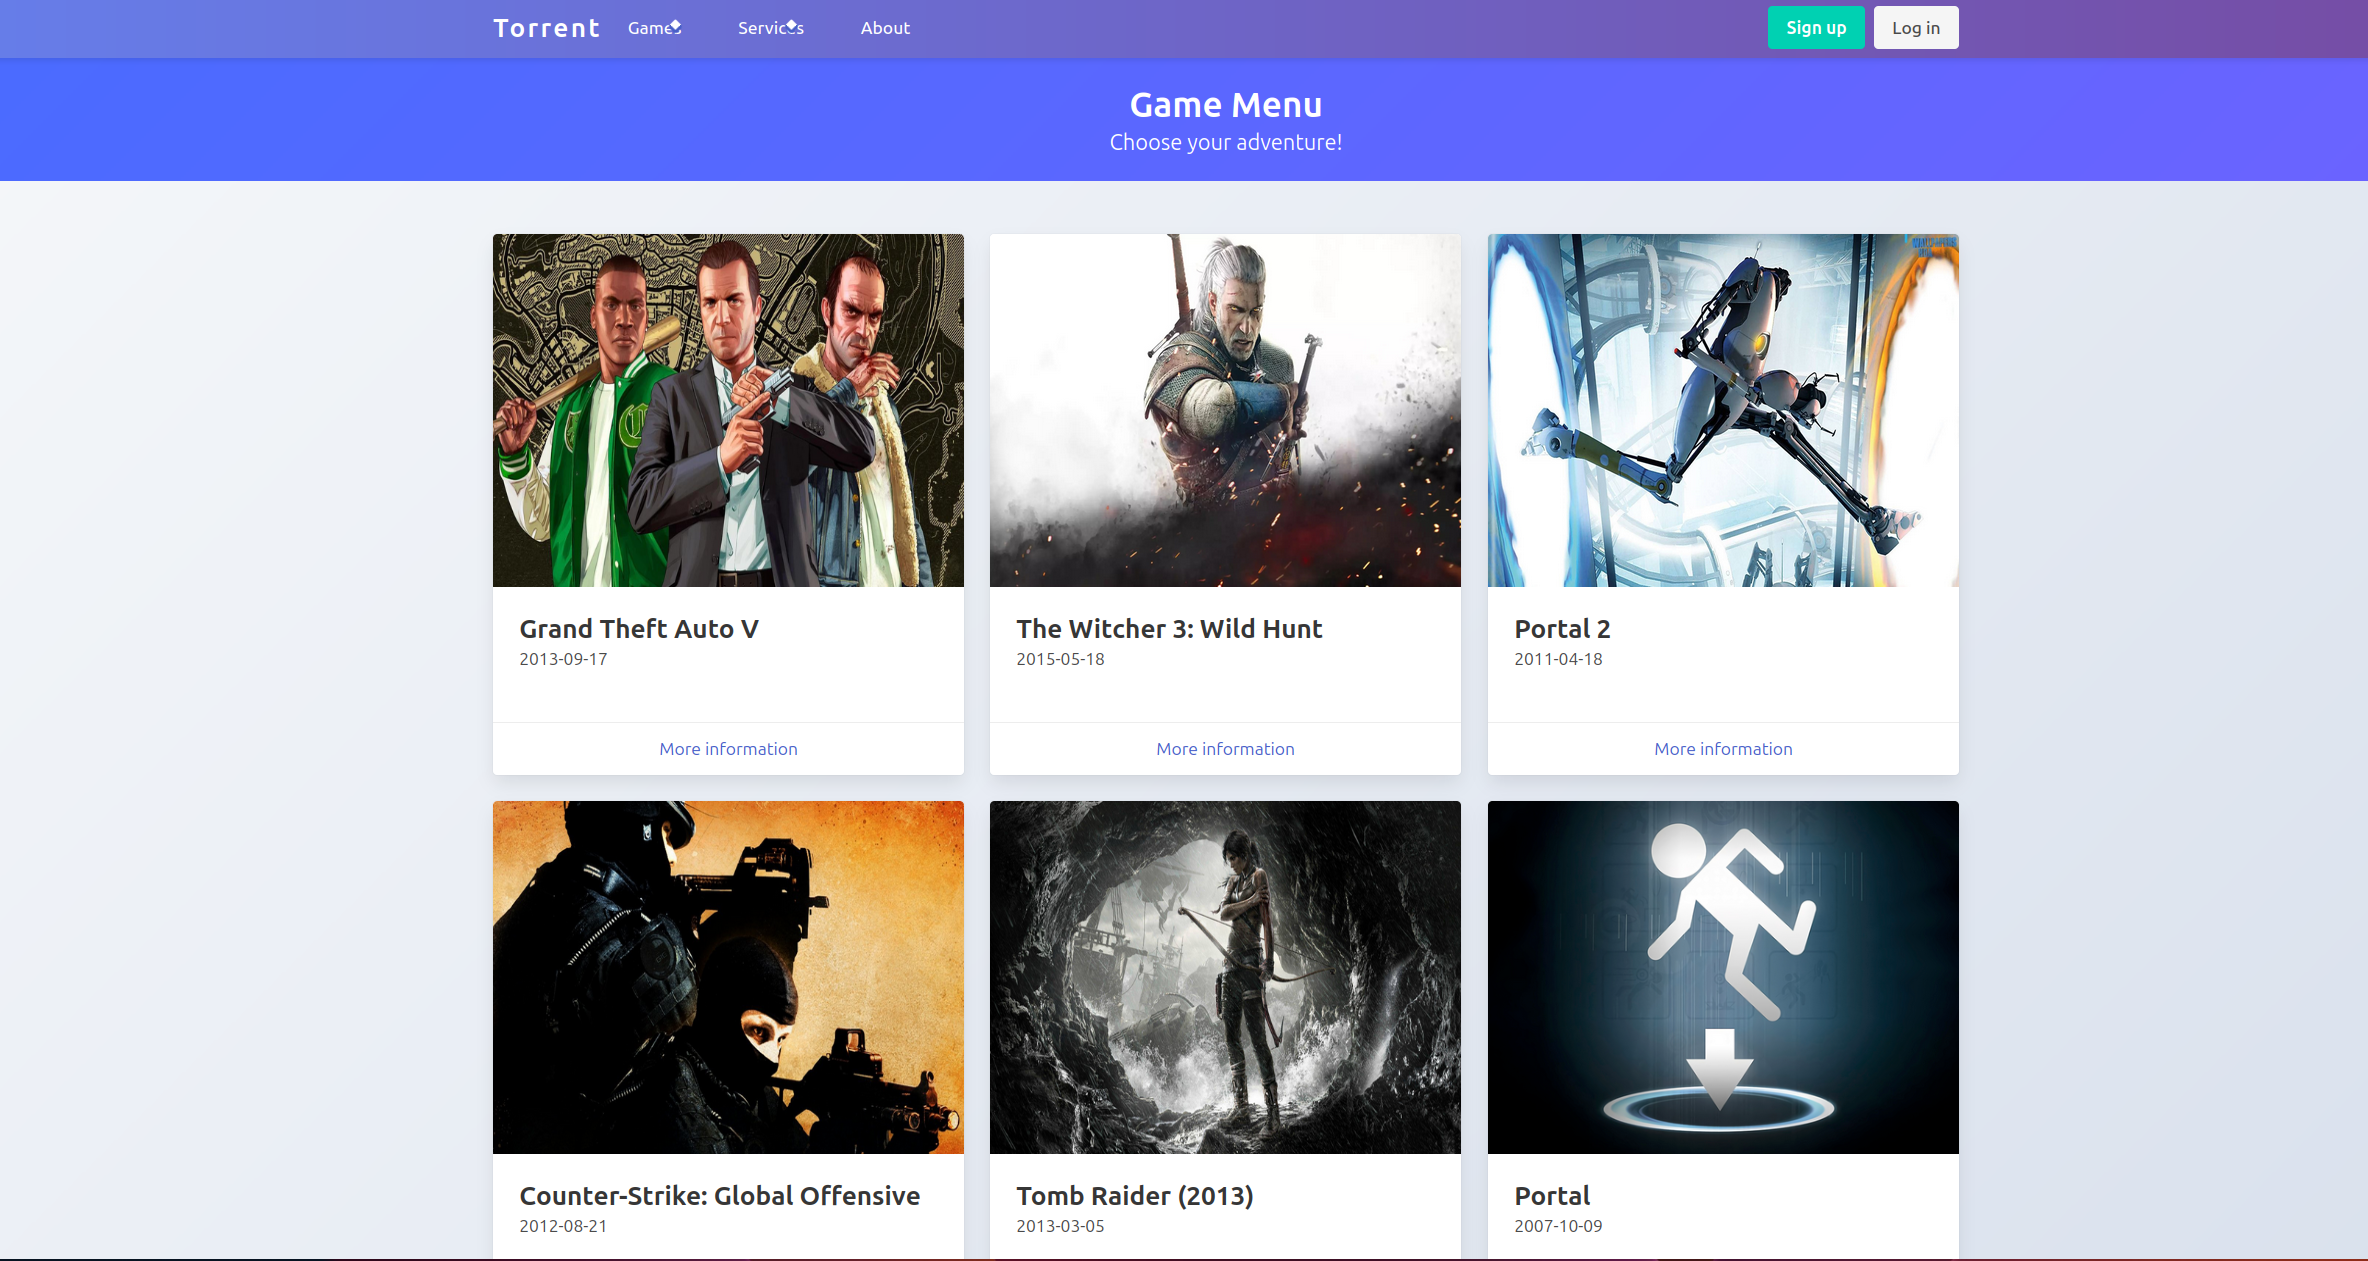 Torrent Games Services About Sign up Log in
Game Menu
Choose your adventure!
Grand Theft Auto V
2013-09-17
More information
The Witcher 3: Wild Hunt
2015-05-18
More information
Portal 2
2011-04-18
More information
Counter-Strike: Global Offensive
2012-08-21
Tomb Raider (2013)
2013-03-05
Portal
2007-10-09